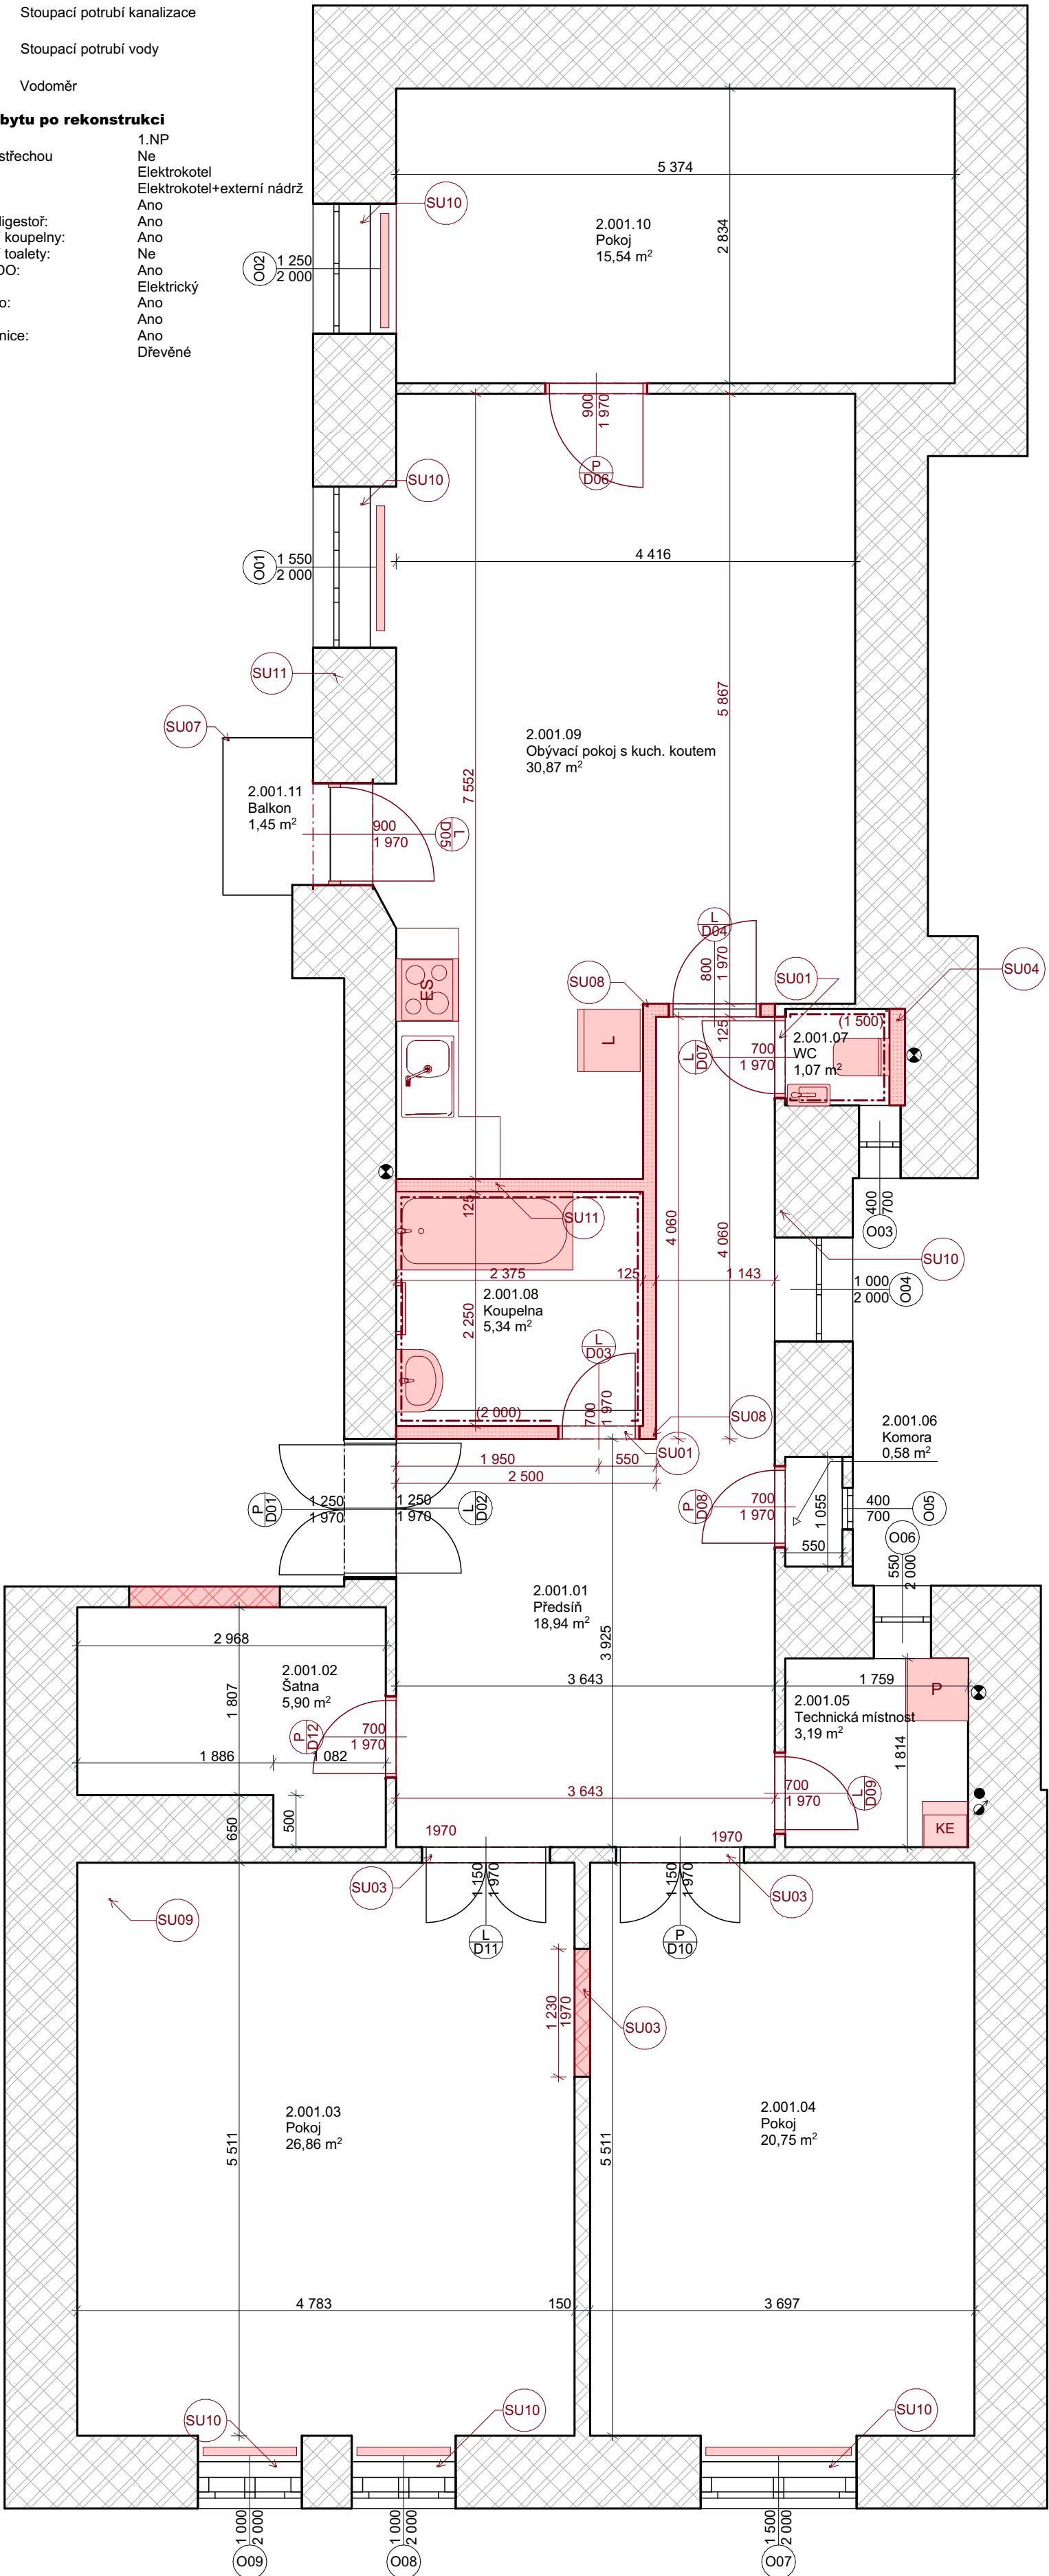 Stoupací potrubí kanalizace
Stoupací potrubí vody
Vodoměr
bytu po rekonstrukci
1.NP
střechou Ne
Elektrokotel
Elektrokotel+externí nádrž
Ano
digestoř: Ano
koupelny: Ano
toalety: Ne
DO: Ano
Elektrický
o: Ano
Ano
nice: Ano
Dřevěné
5 374
SU10
2.001.10
Pokoj
15,54 m²
2 834
O02
1 250
2 000
900
1 970
P
D06
SU10
4 416
O01
1 550
2 000
SU11
SU07
5 867
2.001.09
Obývací pokoj s kuch. koutem
30,87 m²
7 552
2.001.11
Balkon
1,45 m²
900
1 970
L
D05
L
D04
800
1 970
SU01
SU04
SU08
ES
L
125
(1 500)
L
D07
700
1 970
2.001.07
WC
1,07 m²
125
SU11
4 060
4 060
400
700
O03
SU10
2 375
125
1 143
1 000
2 000
O04
2.001.08
Koupelna
5,34 m²
2 250
L
D03
700
1 970
(2 000)
SU08
SU01
2.001.06
Komora
0,58 m²
1 950
550
2 500
P
D01
1 250
1 970
1 250
1 970
L
D02
P
D08
700
1 970
1 055
550
400
700
O05
O06
550
2 000
2.001.01
Předsíň
18,94 m²
3 925
2 968
2.001.02
Šatna
5,90 m²
1 807
3 643
1 759
P
2.001.05
Technická místnost
3,19 m²
P
D12
700
1 970
1 886
1 082
1 814
3 643
700
1 970
L
D09
KE
650
500
1970
1970
1 150
1 970
1 150
1 970
SU03
SU03
SU09
L
D11
P
D10
1 230
1970
SU03
2.001.03
Pokoj
26,86 m²
2.001.04
Pokoj
20,75 m²
5 511
5 511
4 783
150
3 697
SU10
SU10
SU10
1 000
2 000
1 000
2 000
1 500
2 000
O09
O08
O07